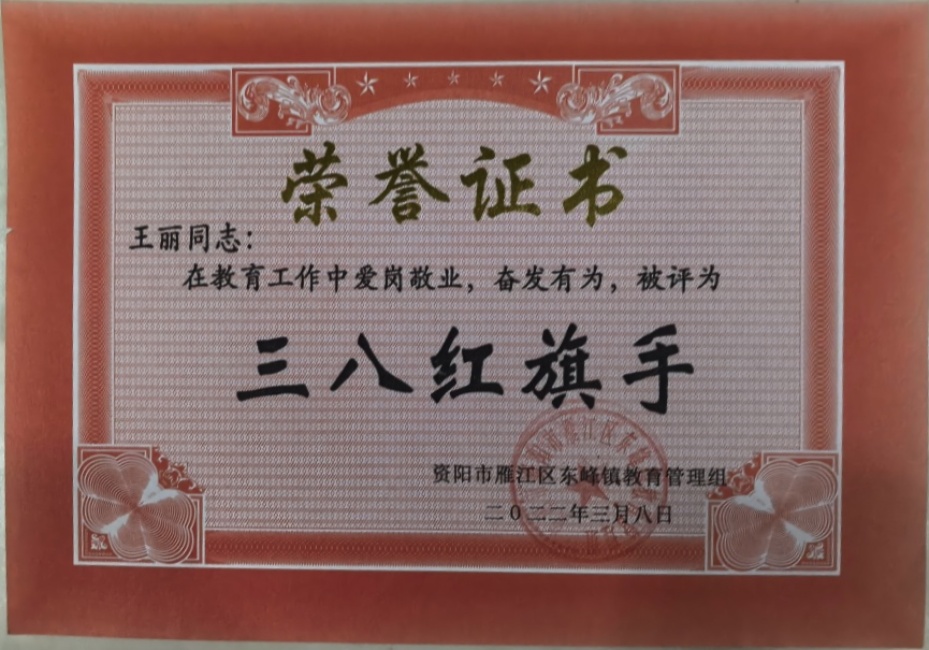 荣誉证书
王丽同志：
在教育工作中爱岗敬业，奋发有为，被评为
三八红旗手
资阳市雁江区东峰镇教育管理组
二0二二年三月八日